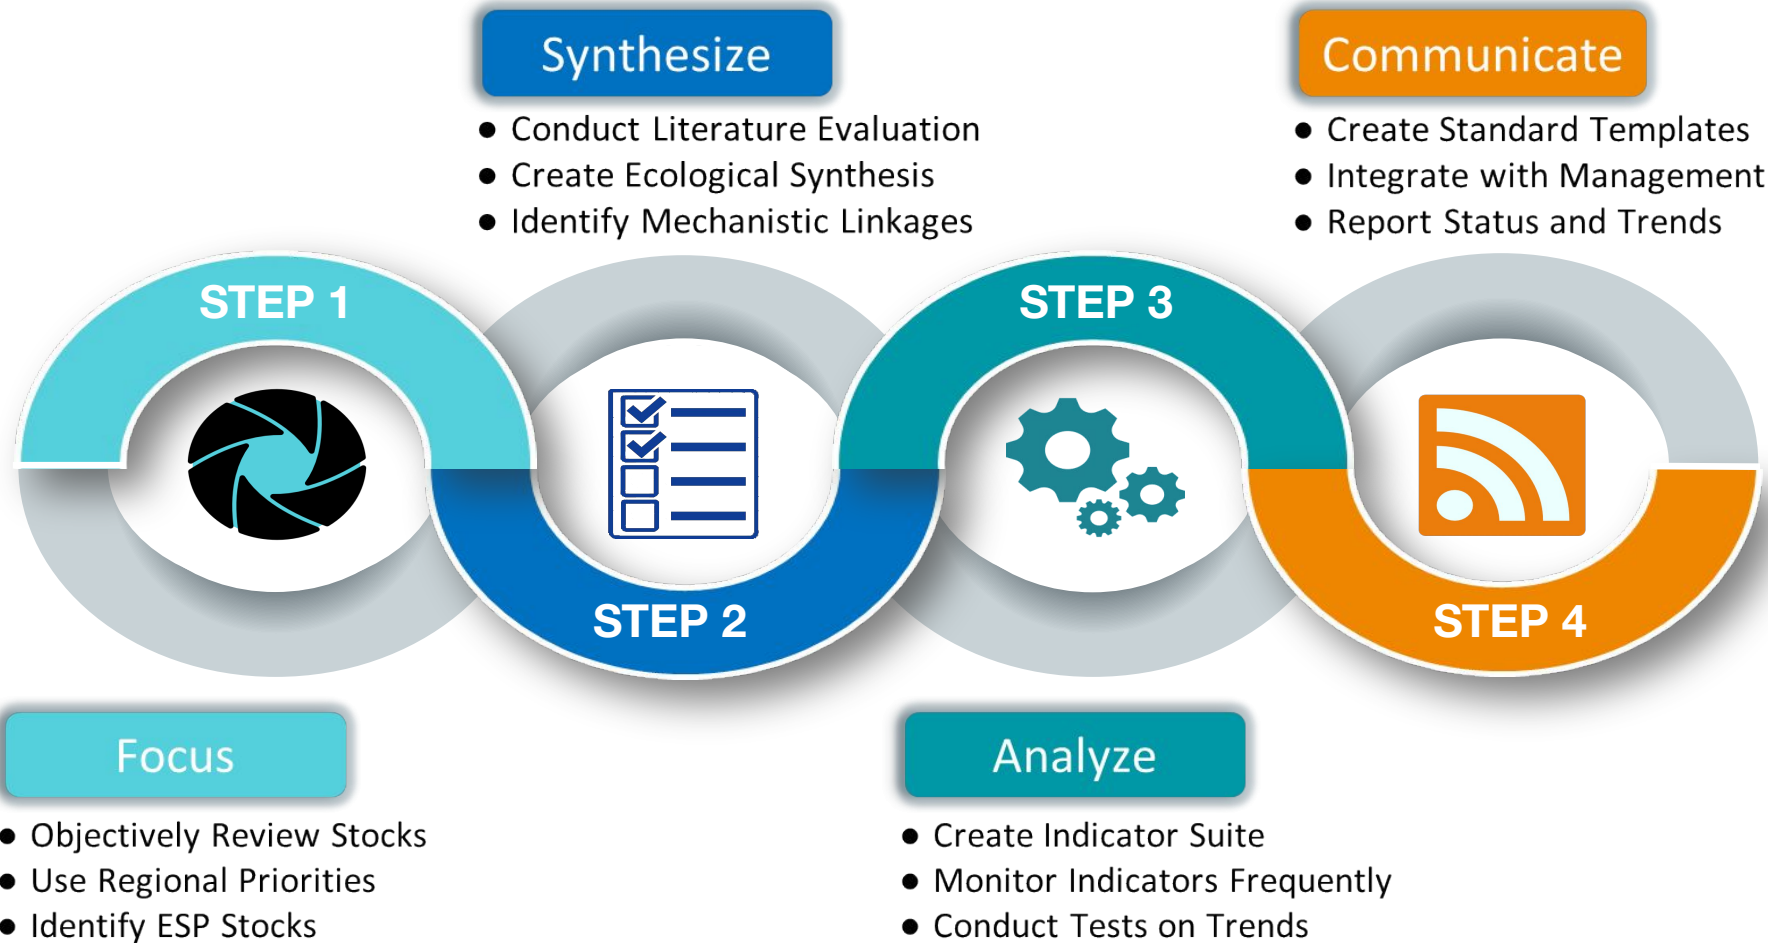 Synthesize
● Conduct Literature Evaluation
● Create Ecological Synthesis
● Identify Mechanistic Linkages
Communicate
● Create Standard Templates
● Integrate with Management
● Report Status and Trends
STEP 1
STEP 2
STEP 3
STEP 4
Focus
● Objectively Review Stocks
● Use Regional Priorities
● Identify ESP Stocks
Analyze
● Create Indicator Suite
● Monitor Indicators Frequently
● Conduct Tests on Trends